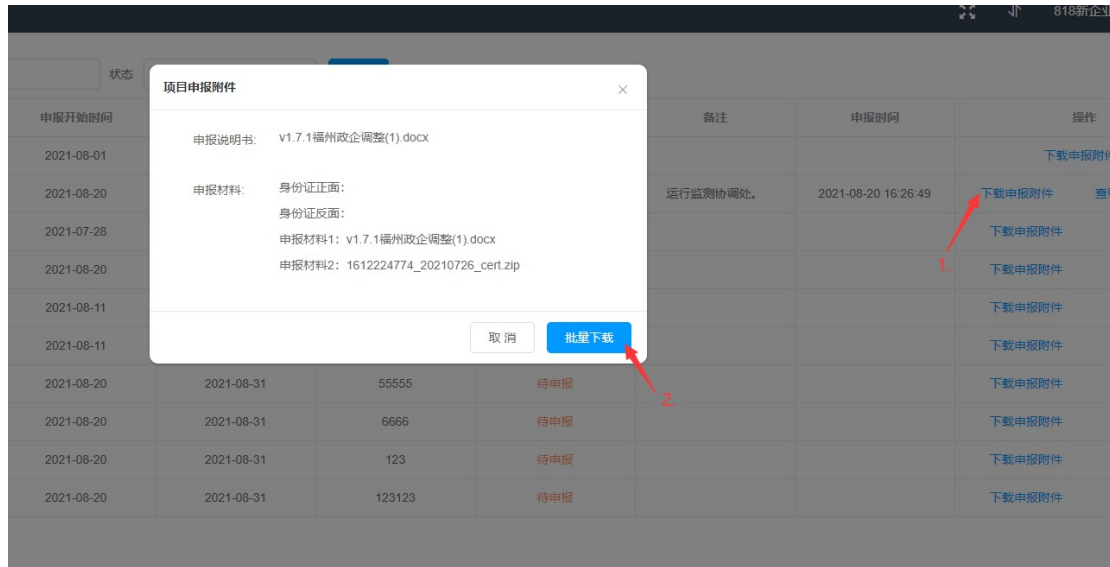 818新企业
状态
项目申报附件
申报说明书: v1.7.1福州政企调整(1).docx
申报材料: 身份证正面:
身份证反面:
申报材料1: v1.7.1福州政企调整(1).docx
申报材料2: 1612224774_20210726_cert.zip
取 消 批量下载
申报开始时间 备注 申报时间 操作
2021-08-01 下载申报附件
2021-08-20 运行监测协调处。 2021-08-20 16:26:49 下载申报附件 查
2021-07-28 下载申报附件
1.
2021-08-20 下载申报附件
2021-08-11 下载申报附件
2021-08-11 下载申报附件
2021-08-20 2021-08-31 55555 待申报 下载申报附件
2.
2021-08-20 2021-08-31 6666 待申报 下载申报附件
2021-08-20 2021-08-31 123 待申报 下载申报附件
2021-08-20 2021-08-31 123123 待申报 下载申报附件